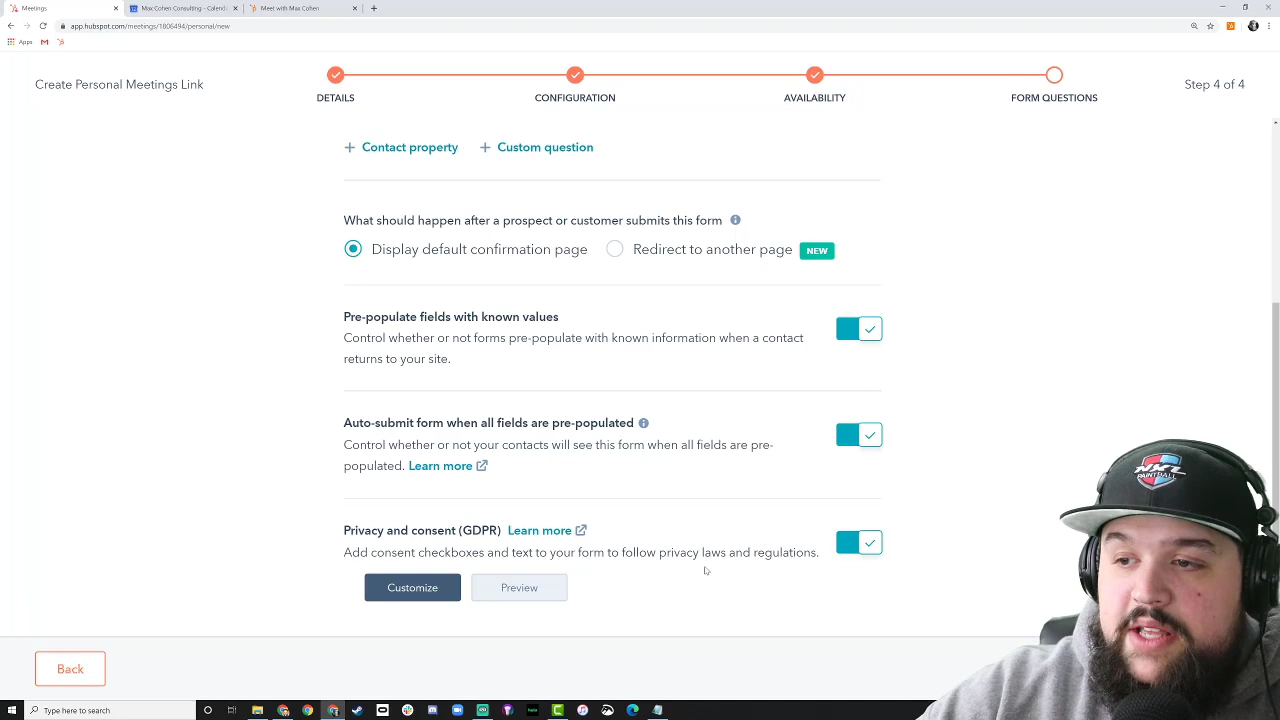 Meetings
Max Cohen Consulting - Calenda
Meet with Max Cohen
app.hubspot.com/meetings/1806494/personal/new
Apps
Create Personal Meetings Link
DETAILS
CONFIGURATION
AVAILABILITY
FORM QUESTIONS
Step 4 of 4
+ Contact property
+ Custom question
What should happen after a prospect or customer submits this form
Display default confirmation page
Redirect to another page
NEW
Pre-populate fields with known values
Control whether or not forms pre-populate with known information when a contact
returns to your site.
Auto-submit form when all fields are pre-populated
Control whether or not your contacts will see this form when all fields are pre-
populated. Learn more
Privacy and consent (GDPR) Learn more
Add consent checkboxes and text to your form to follow privacy laws and regulations.
Customize
Preview
Back
NXL
PAINTBALL
Type here to search
hulu